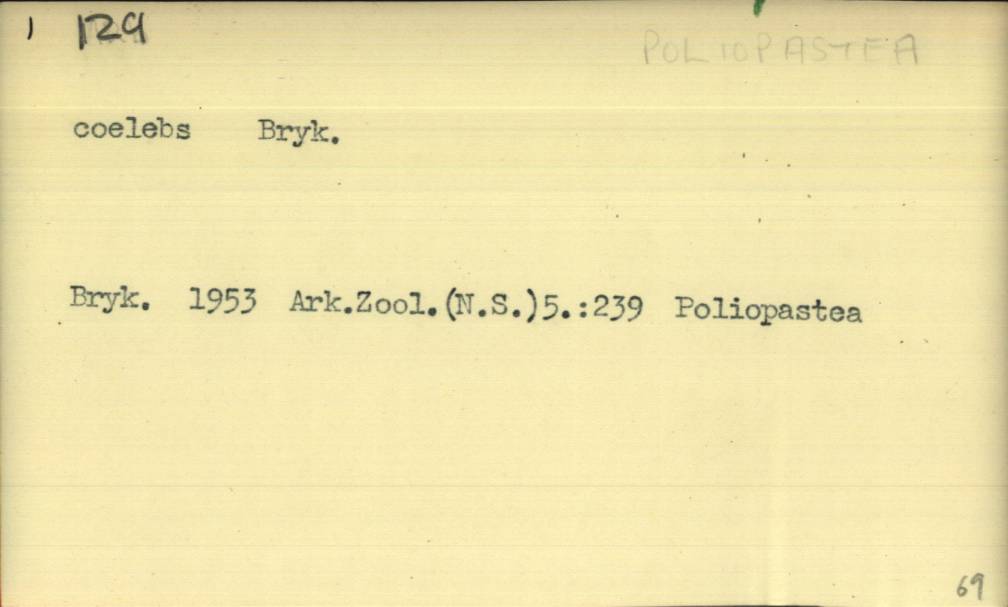 1 129
POLIOPASTEA
coelebs Bryk.
Bryk. 1953 Ark.Zool.(N.S.)5.:239 Poliopastea
69